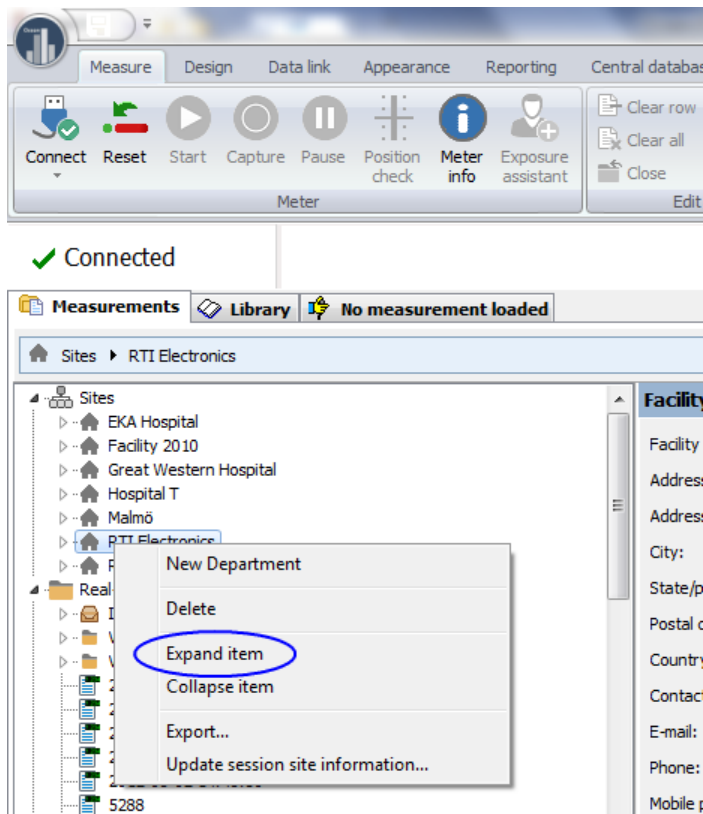 Ocean
Measure Design Data link Appearance Reporting Central databas
Connect Reset Start Capture Pause Position check Meter info Exposure assistant
Clear row
Clear all
Close
Meter Edit
Connected
Measurements Library No measurement loaded
Sites RTI Electronics
Sites
EKA Hospital
Facility 2010
Great Western Hospital
Hospital T
Malmö
RTI Electronics
Real-
New Department
Delete
Expand item
Collapse item
Export...
Update session site information...
5288
Facility
Facility
Address
Address
City:
State/p
Postal c
Country
Contact
E-mail:
Phone:
Mobile p